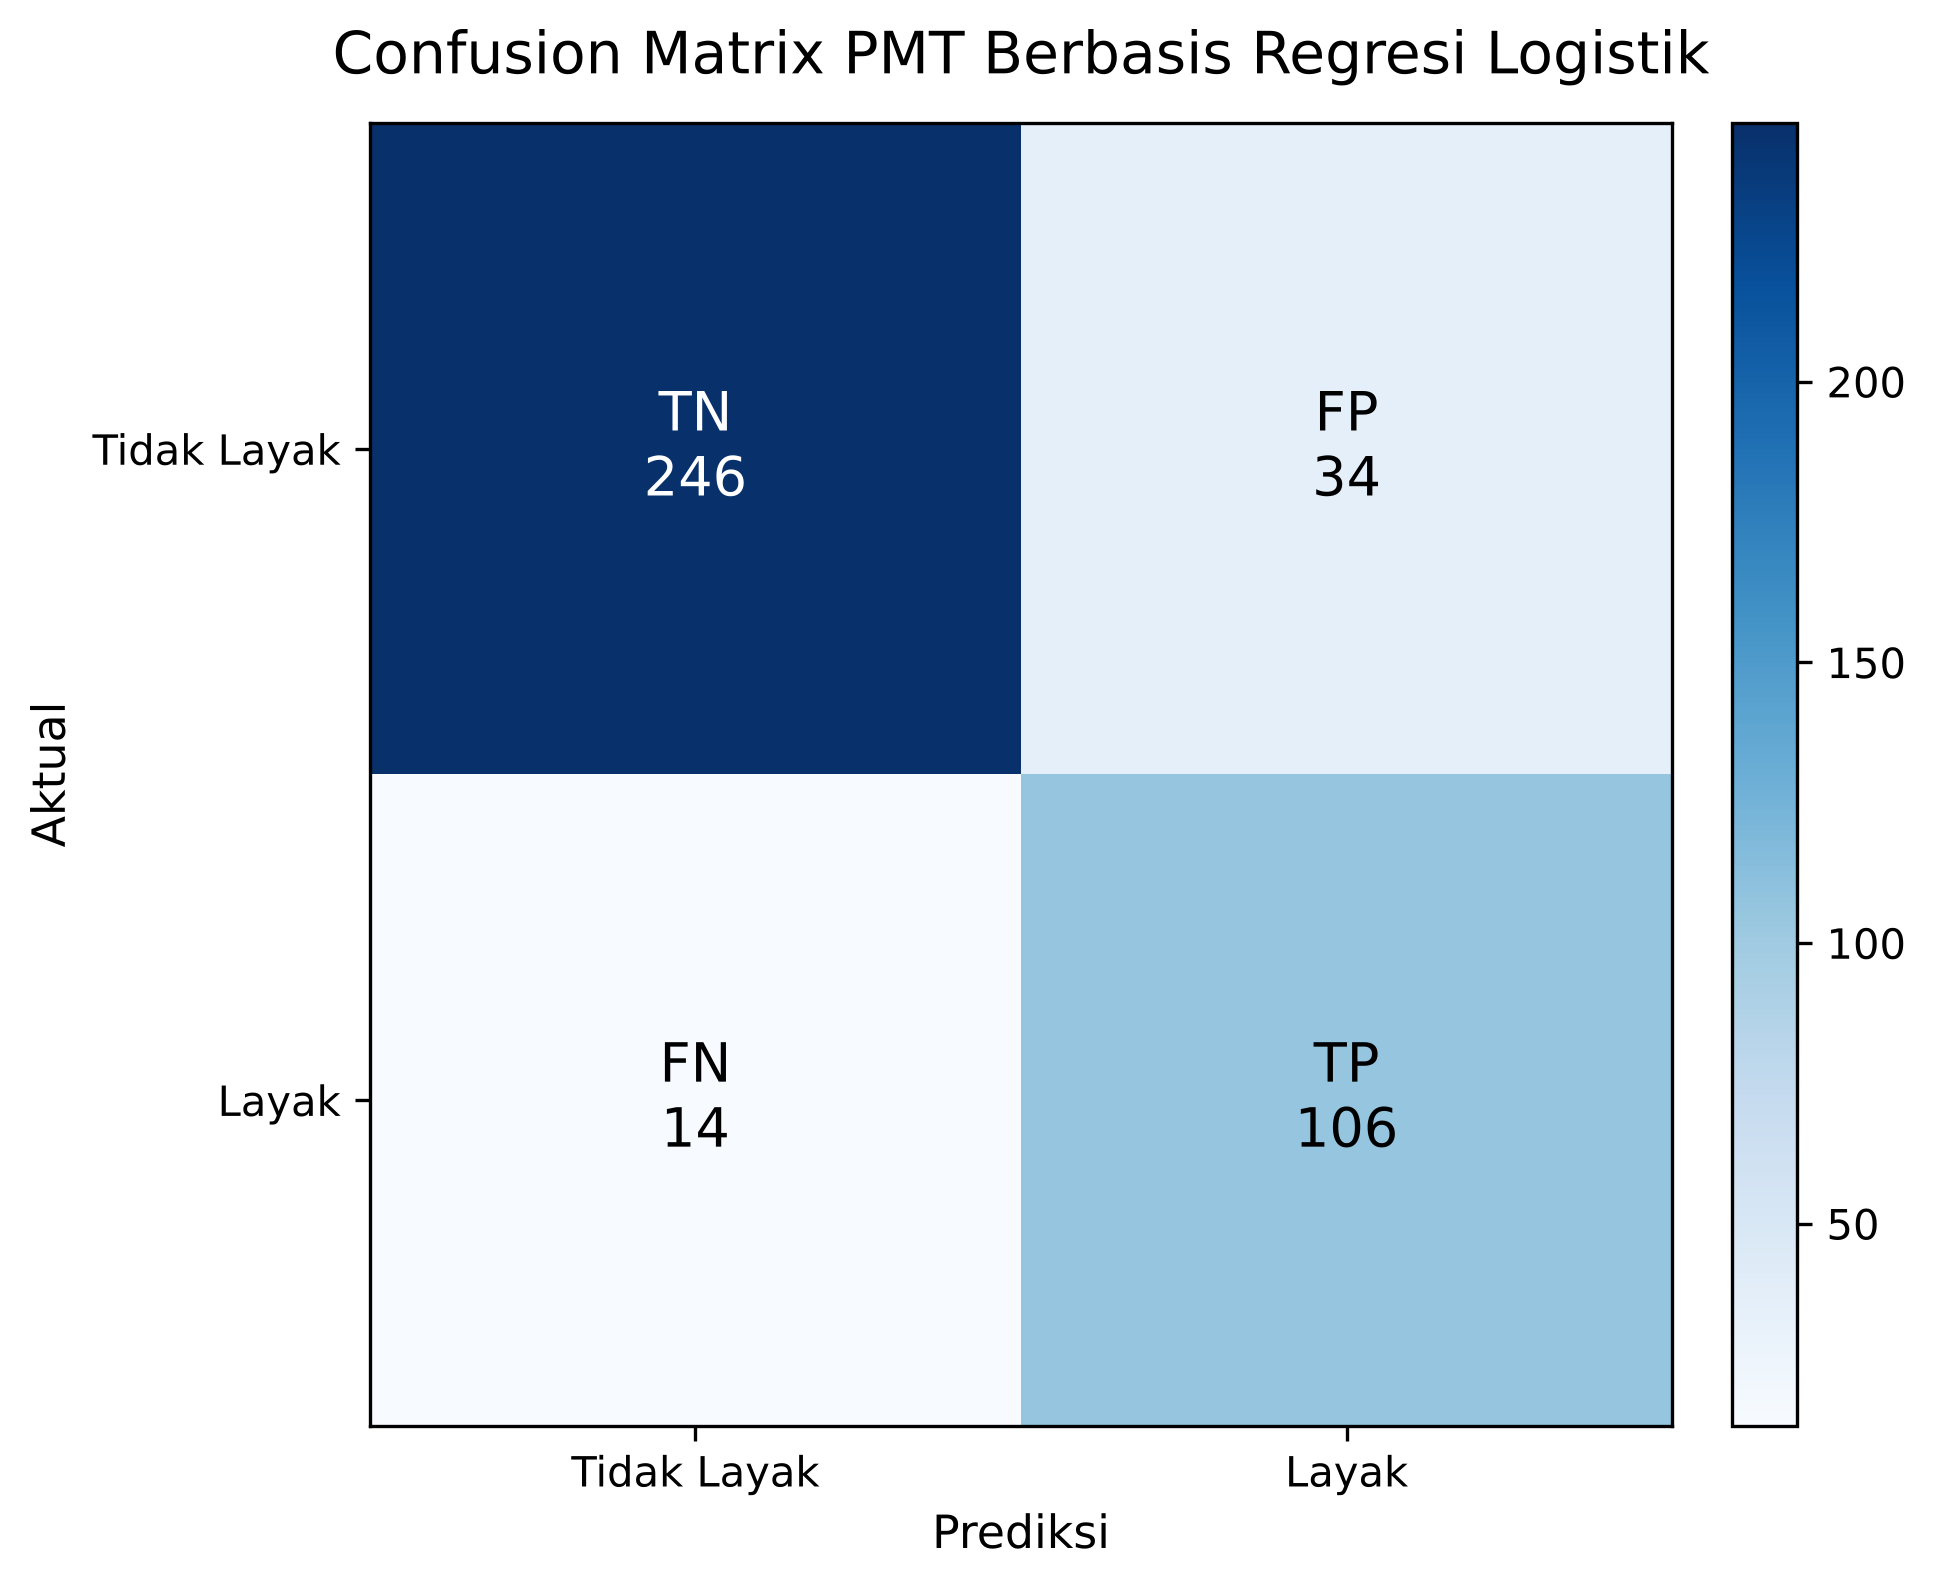 Confusion Matrix PMT Berbasis Regresi Logistik
Aktual
Tidak Layak
Layak
TN
246
FP
34
FN
14
TP
106
Tidak Layak
Layak
Prediksi
200
150
100
50